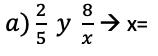 a) 2/5 y 8/x → x=